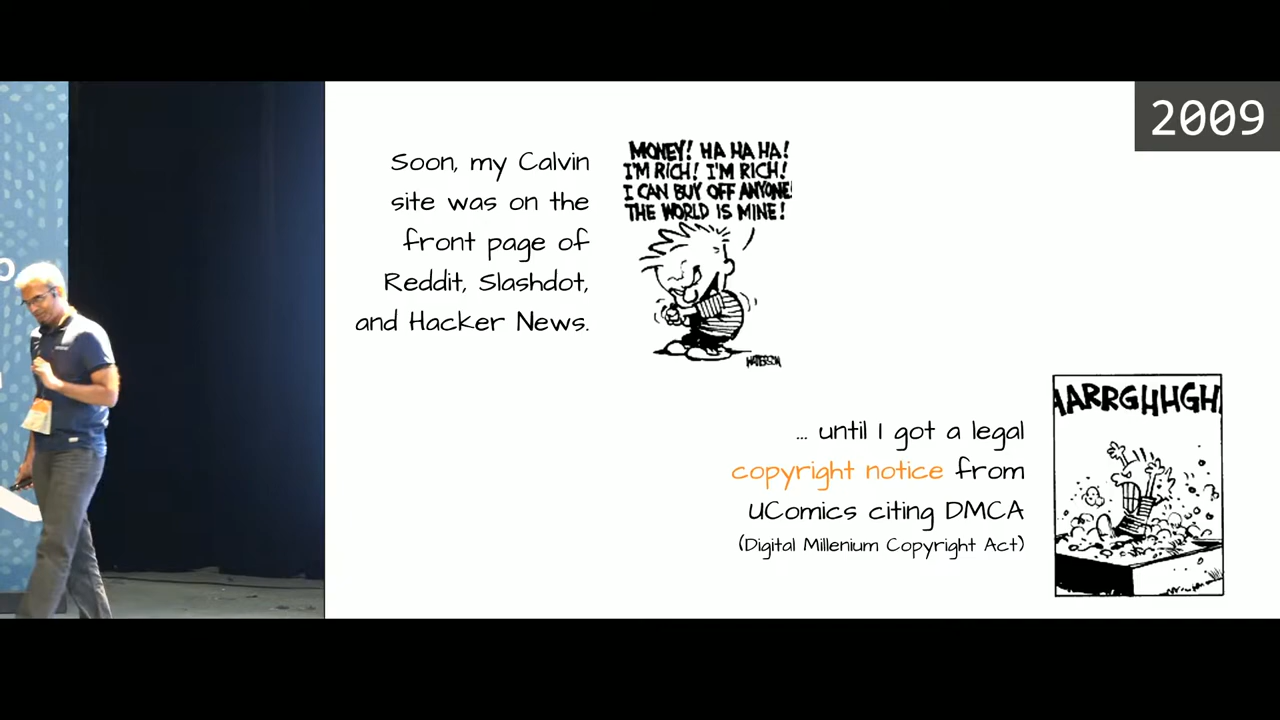 2009
Soon, my Calvin
site was on the
front page of
Reddit, Slashdot,
and Hacker News.
MONEY! HA HA HA!
I'M RICH! I'M RICH!
I CAN BUY OFF ANYONE!
THE WORLD IS MINE!
WATTERSON
... until I got a legal
copyright notice from
UComics citing DMCA
(Digital Millenium Copyright Act)
AARRGHHGH